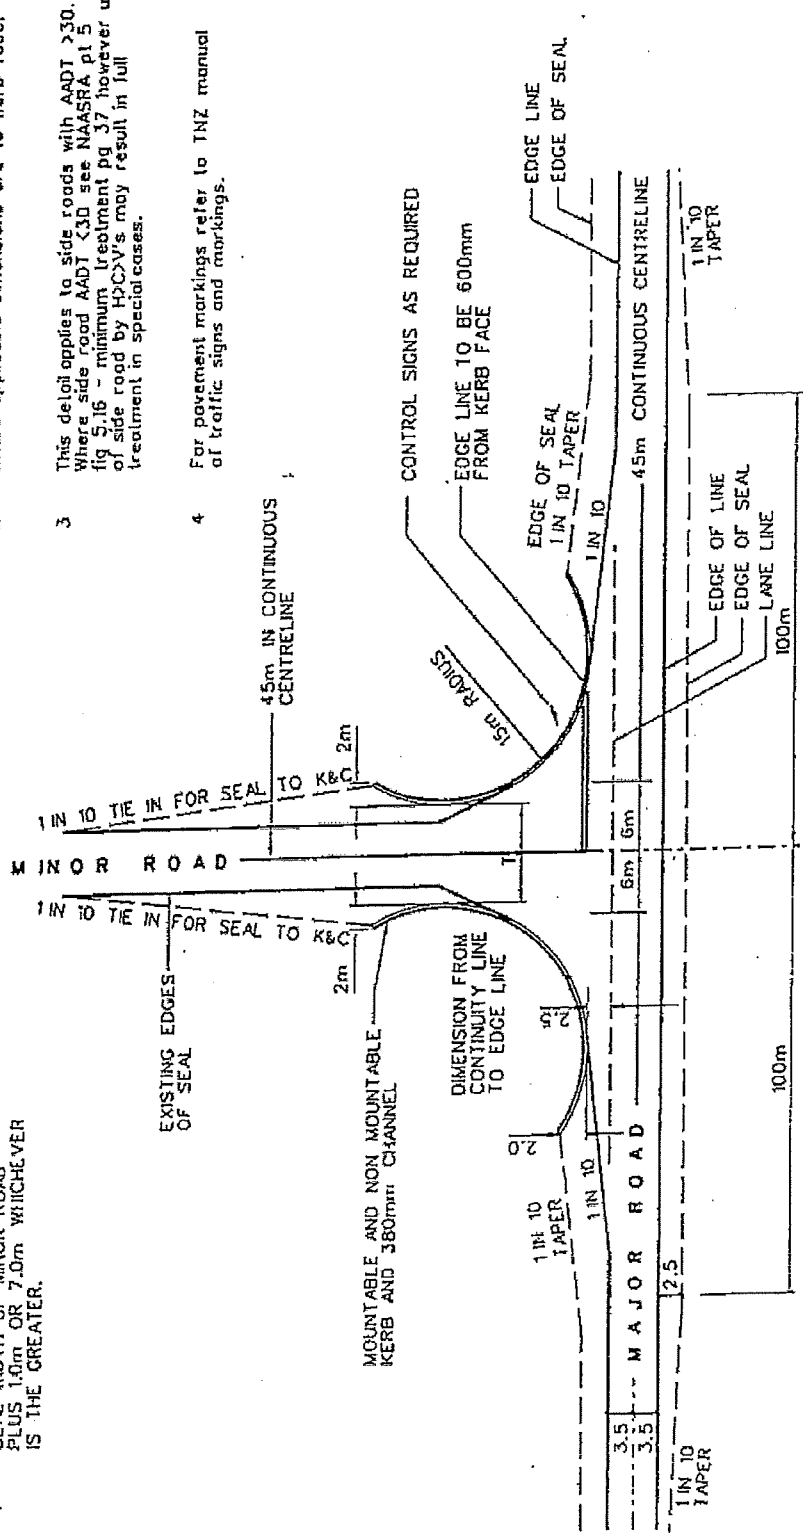 PLUS 1.0m OR 7.0m WHICHEVER
IS THE GREATER.
3
This detail applies to side roads with AADT >30.
Where side road AADT <30 see NAASRA pt 5
fig 5.16 - minimum treatment pg 37 however u
of side road by H>C>V's may result in full
treatment in special cases.
4
For pavement markings refer to TNZ manual
of traffic signs and markings.
1 IN 10 TIE IN FOR SEAL TO K&C
MINOR ROAD
1 IN 10 TIE IN FOR SEAL TO K&C
45m IN CONTINUOUS
CENTRELINE
2m
2m
EXISTING EDGES
OF SEAL
MOUNTABLE AND NON MOUNTABLE
KERB AND 380mm CHANNEL
15m RADIUS
T
CONTROL SIGNS AS REQUIRED
EDGE LINE TO BE 600mm
FROM KERB FACE
DIMENSION FROM
CONTINUITY LINE
TO EDGE LINE
2.5
2.0
1 IN 10
TAPER
1 IN 10
EDGE OF SEAL
1 IN 10 TAPER
1 IN 10
EDGE LINE
EDGE OF SEAL
6m
6m
MAJOR ROAD
45m CONTINUOUS CENTRELINE
3.5
3.5
2.5
1 IN 10
TAPER
1 IN 10
TAPER
EDGE OF LINE
EDGE OF SEAL
LANE LINE
100m
100m